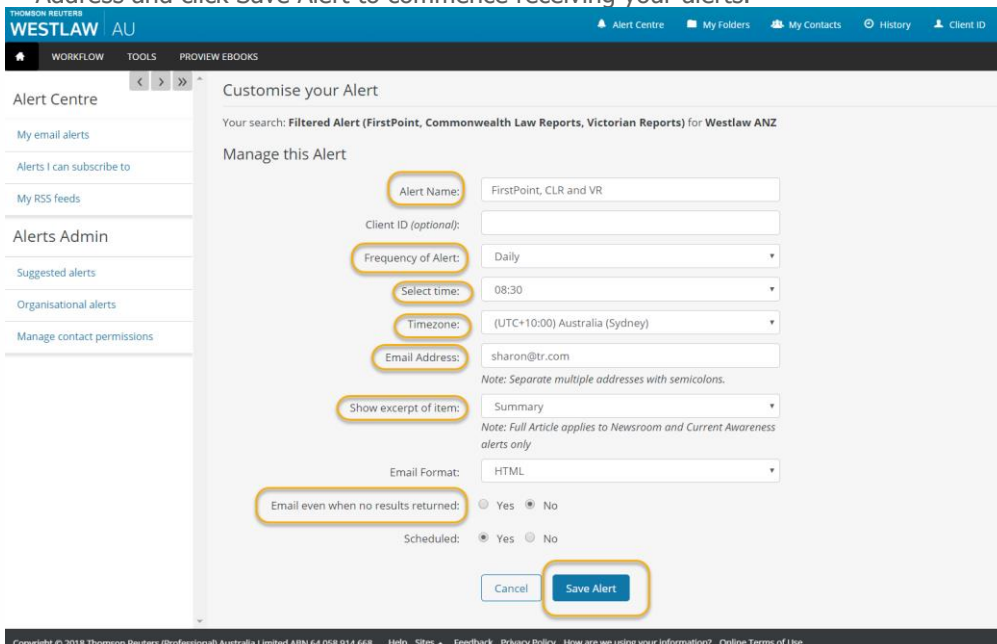 Address and click Save Alert to commence receiving your alerts.
THOMSON REUTERS
WESTLAW AU
Alert Centre My Folders My Contacts History Client ID
WORKFLOW TOOLS PROVIEW EBOOKS
Alert Centre
My email alerts
Alerts I can subscribe to
My RSS feeds
Alerts Admin
Suggested alerts
Organisational alerts
Manage contact permissions
Customise your Alert
Your search: Filtered Alert (FirstPoint, Commonwealth Law Reports, Victorian Reports) for Westlaw ANZ
Manage this Alert
Alert Name: FirstPoint, CLR and VR
Client ID (optional):
Frequency of Alert: Daily
Select time: 08:30
Timezone: (UTC+10:00) Australia (Sydney)
Email Address: sharon@tr.com
Note: Separate multiple addresses with semicolons.
Show excerpt of item: Summary
Note: Full Article applies to Newsroom and Current Awareness
alerts only
Email Format: HTML
Email even when no results returned: Yes No
Scheduled: Yes No
Cancel Save Alert
Copyright © 2018 Thomson Reuters (Professional) Australia Limited ABN 64 058 914 668 Help Sites Feedback Privacy Policy How are we using your information? Online Terms of Use